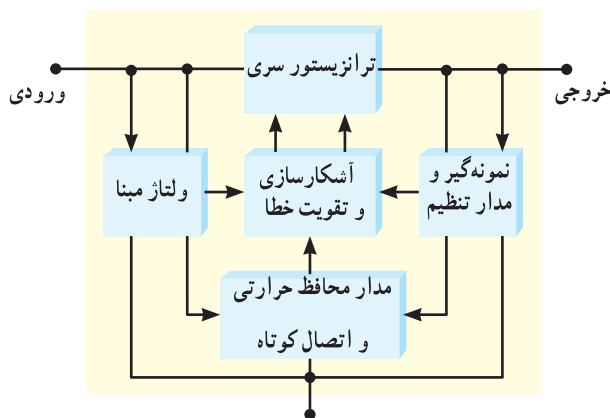 ترانزیستور سری
ورودی
خروجی
ولتاژ مبنا
آشکارسازی
و تقویت خطا
نمونه‌گیر و
مدار تنظیم
مدار محافظ حرارتی
و اتصال کوتاه